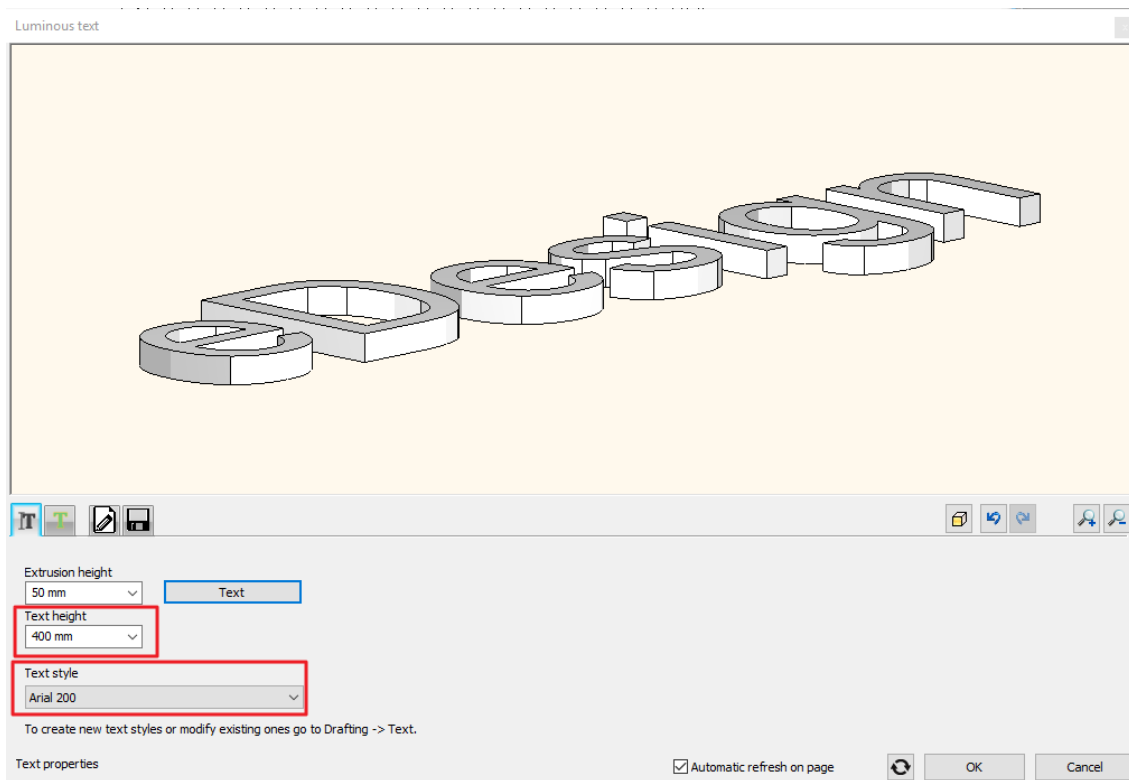 Luminous text
eDesign
Extrusion height
50 mm
Text
Text height
400 mm
Text style
Arial 200
To create new text styles or modify existing ones go to Drafting -> Text.
Text properties
Automatic refresh on page
OK
Cancel